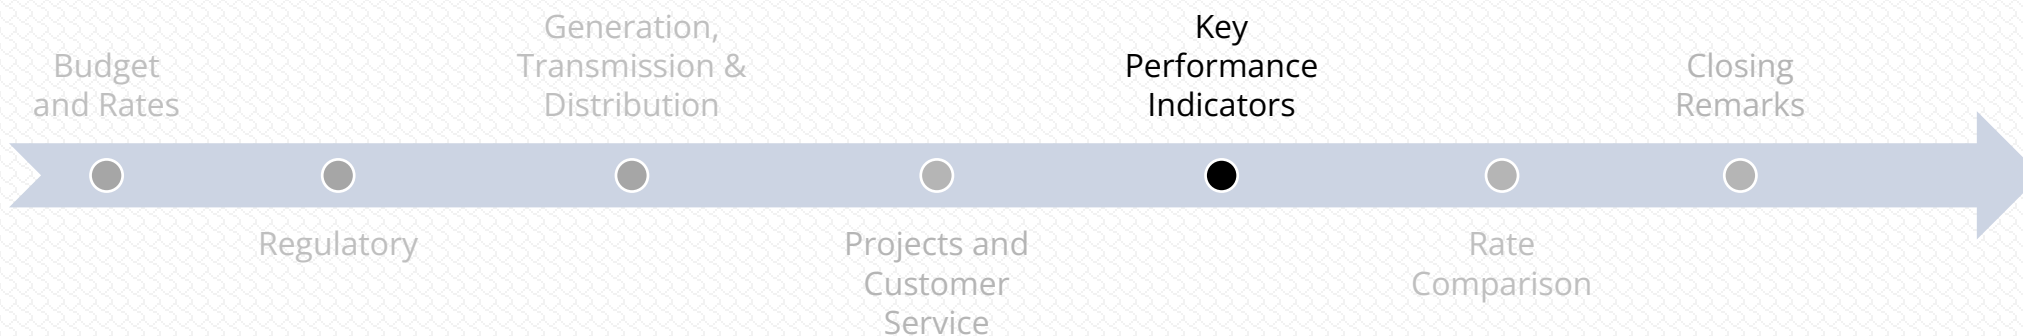 Budget
and Rates
Regulatory
Generation,
Transmission &
Distribution
Projects and
Customer
Service
Key
Performance
Indicators
Rate
Comparison
Closing
Remarks